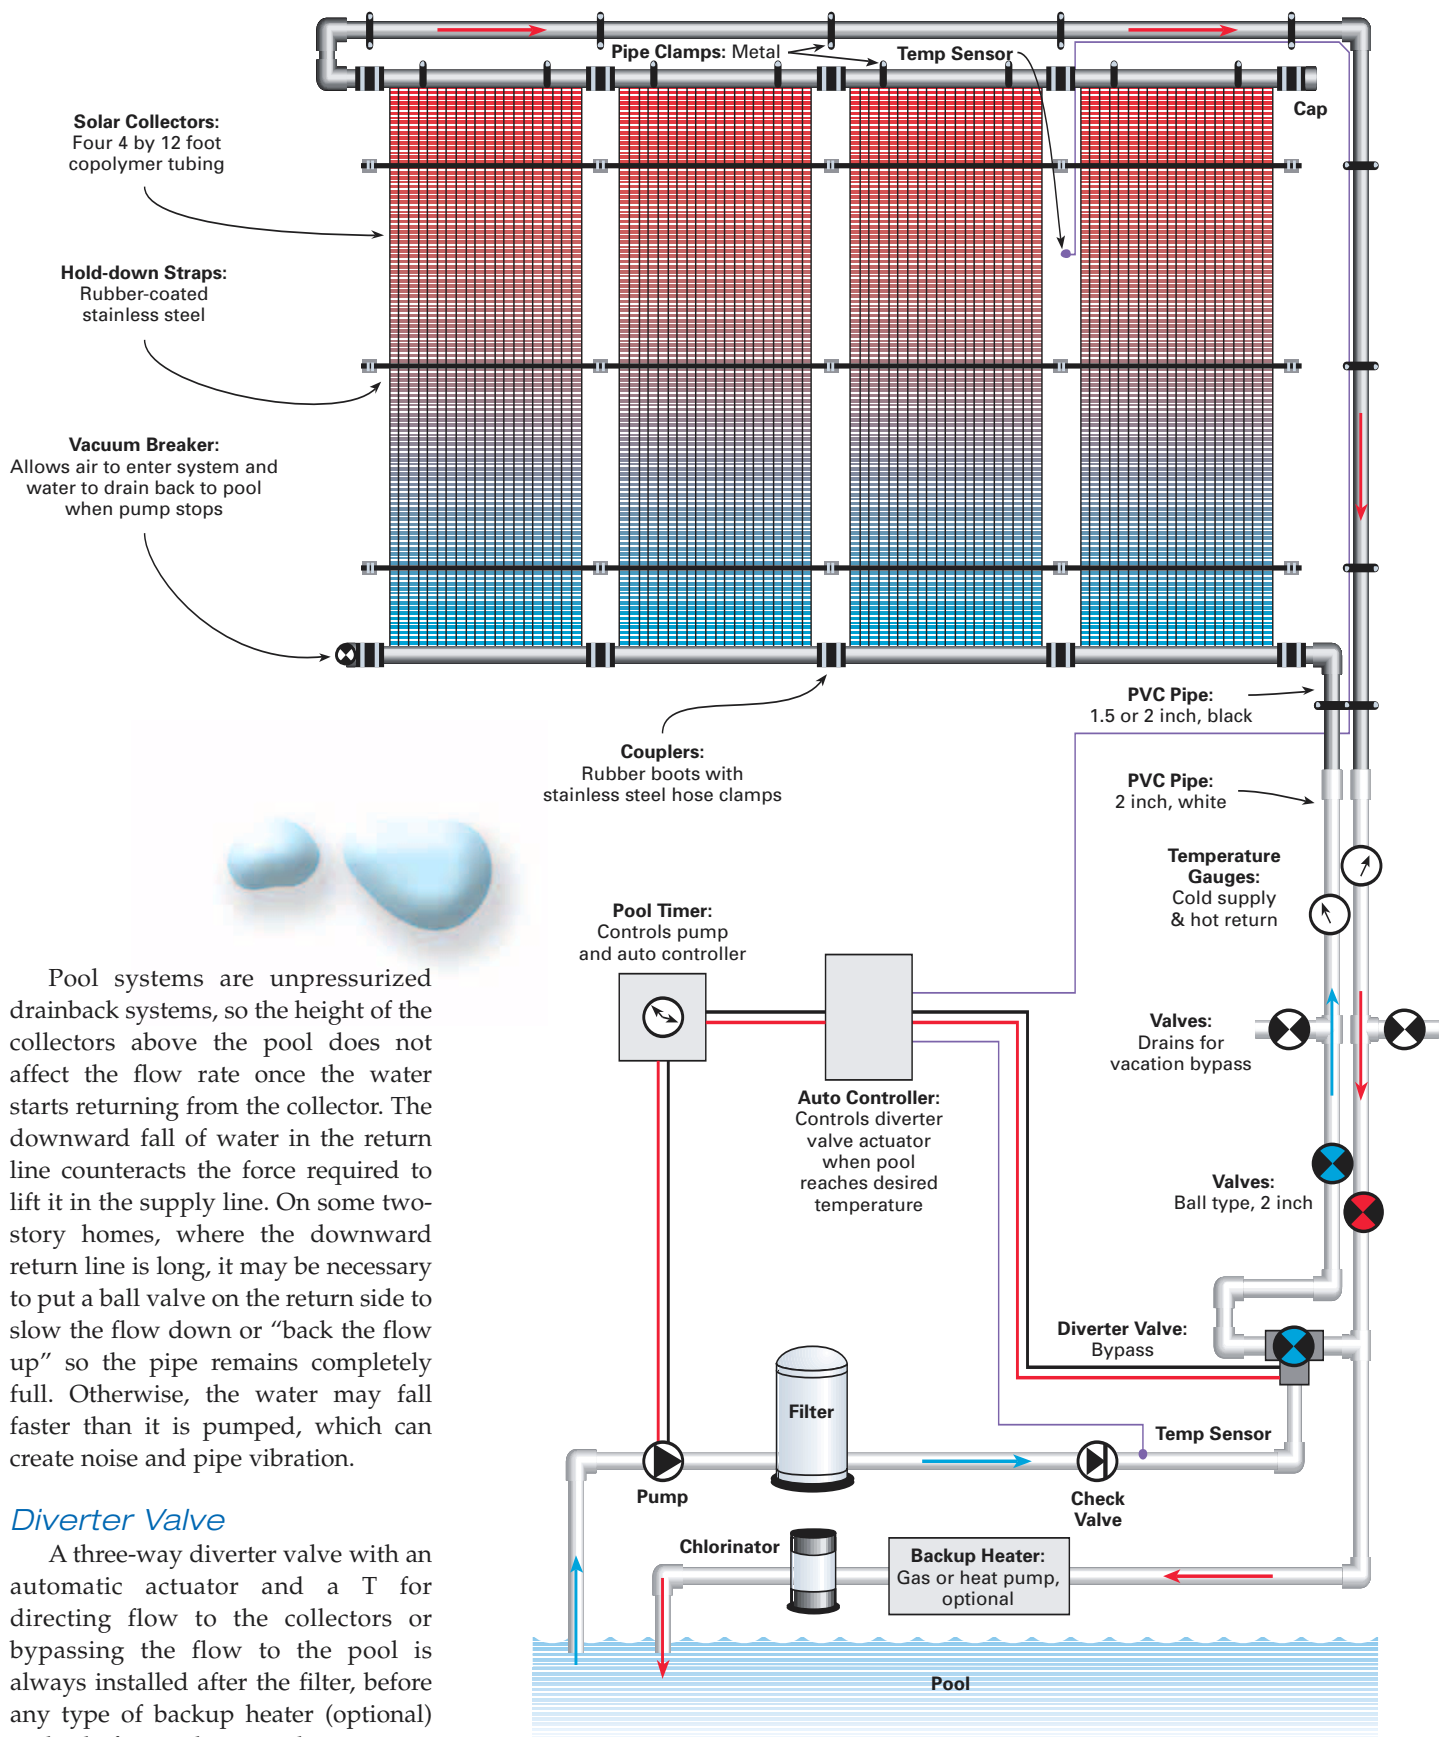 Pipe Clamps: Metal
Temp Sensor
Cap
Solar Collectors:
Four 4 by 12 foot
copolymer tubing
Hold-down Straps:
Rubber-coated
stainless steel
Vacuum Breaker:
Allows air to enter system and
water to drain back to pool
when pump stops
PVC Pipe:
1.5 or 2 inch, black
Couplers:
Rubber boots with
stainless steel hose clamps
PVC Pipe:
2 inch, white
Temperature
Gauges:
Cold supply
& hot return
Pool Timer:
Controls pump
and auto controller
Valves:
Drains for
vacation bypass
Auto Controller:
Controls diverter
valve actuator
when pool
reaches desired
temperature
Valves:
Ball type, 2 inch
Diverter Valve:
Bypass
Filter
Temp Sensor
Pump
Check
Valve
Chlorinator
Backup Heater:
Gas or heat pump,
optional
Pool
Pool systems are unpressurized
drainback systems, so the height of the
collectors above the pool does not
affect the flow rate once the water
starts returning from the collector. The
downward fall of water in the return
line counteracts the force required to
lift it in the supply line. On some two-
story homes, where the downward
return line is long, it may be necessary
to put a ball valve on the return side to
slow the flow down or “back the flow
up” so the pipe remains completely
full. Otherwise, the water may fall
faster than it is pumped, which can
create noise and pipe vibration.
Diverter Valve
A three-way diverter valve with an
automatic actuator and a T for
directing flow to the collectors or
bypassing the flow to the pool is
always installed after the filter, before
any type of backup heater (optional)